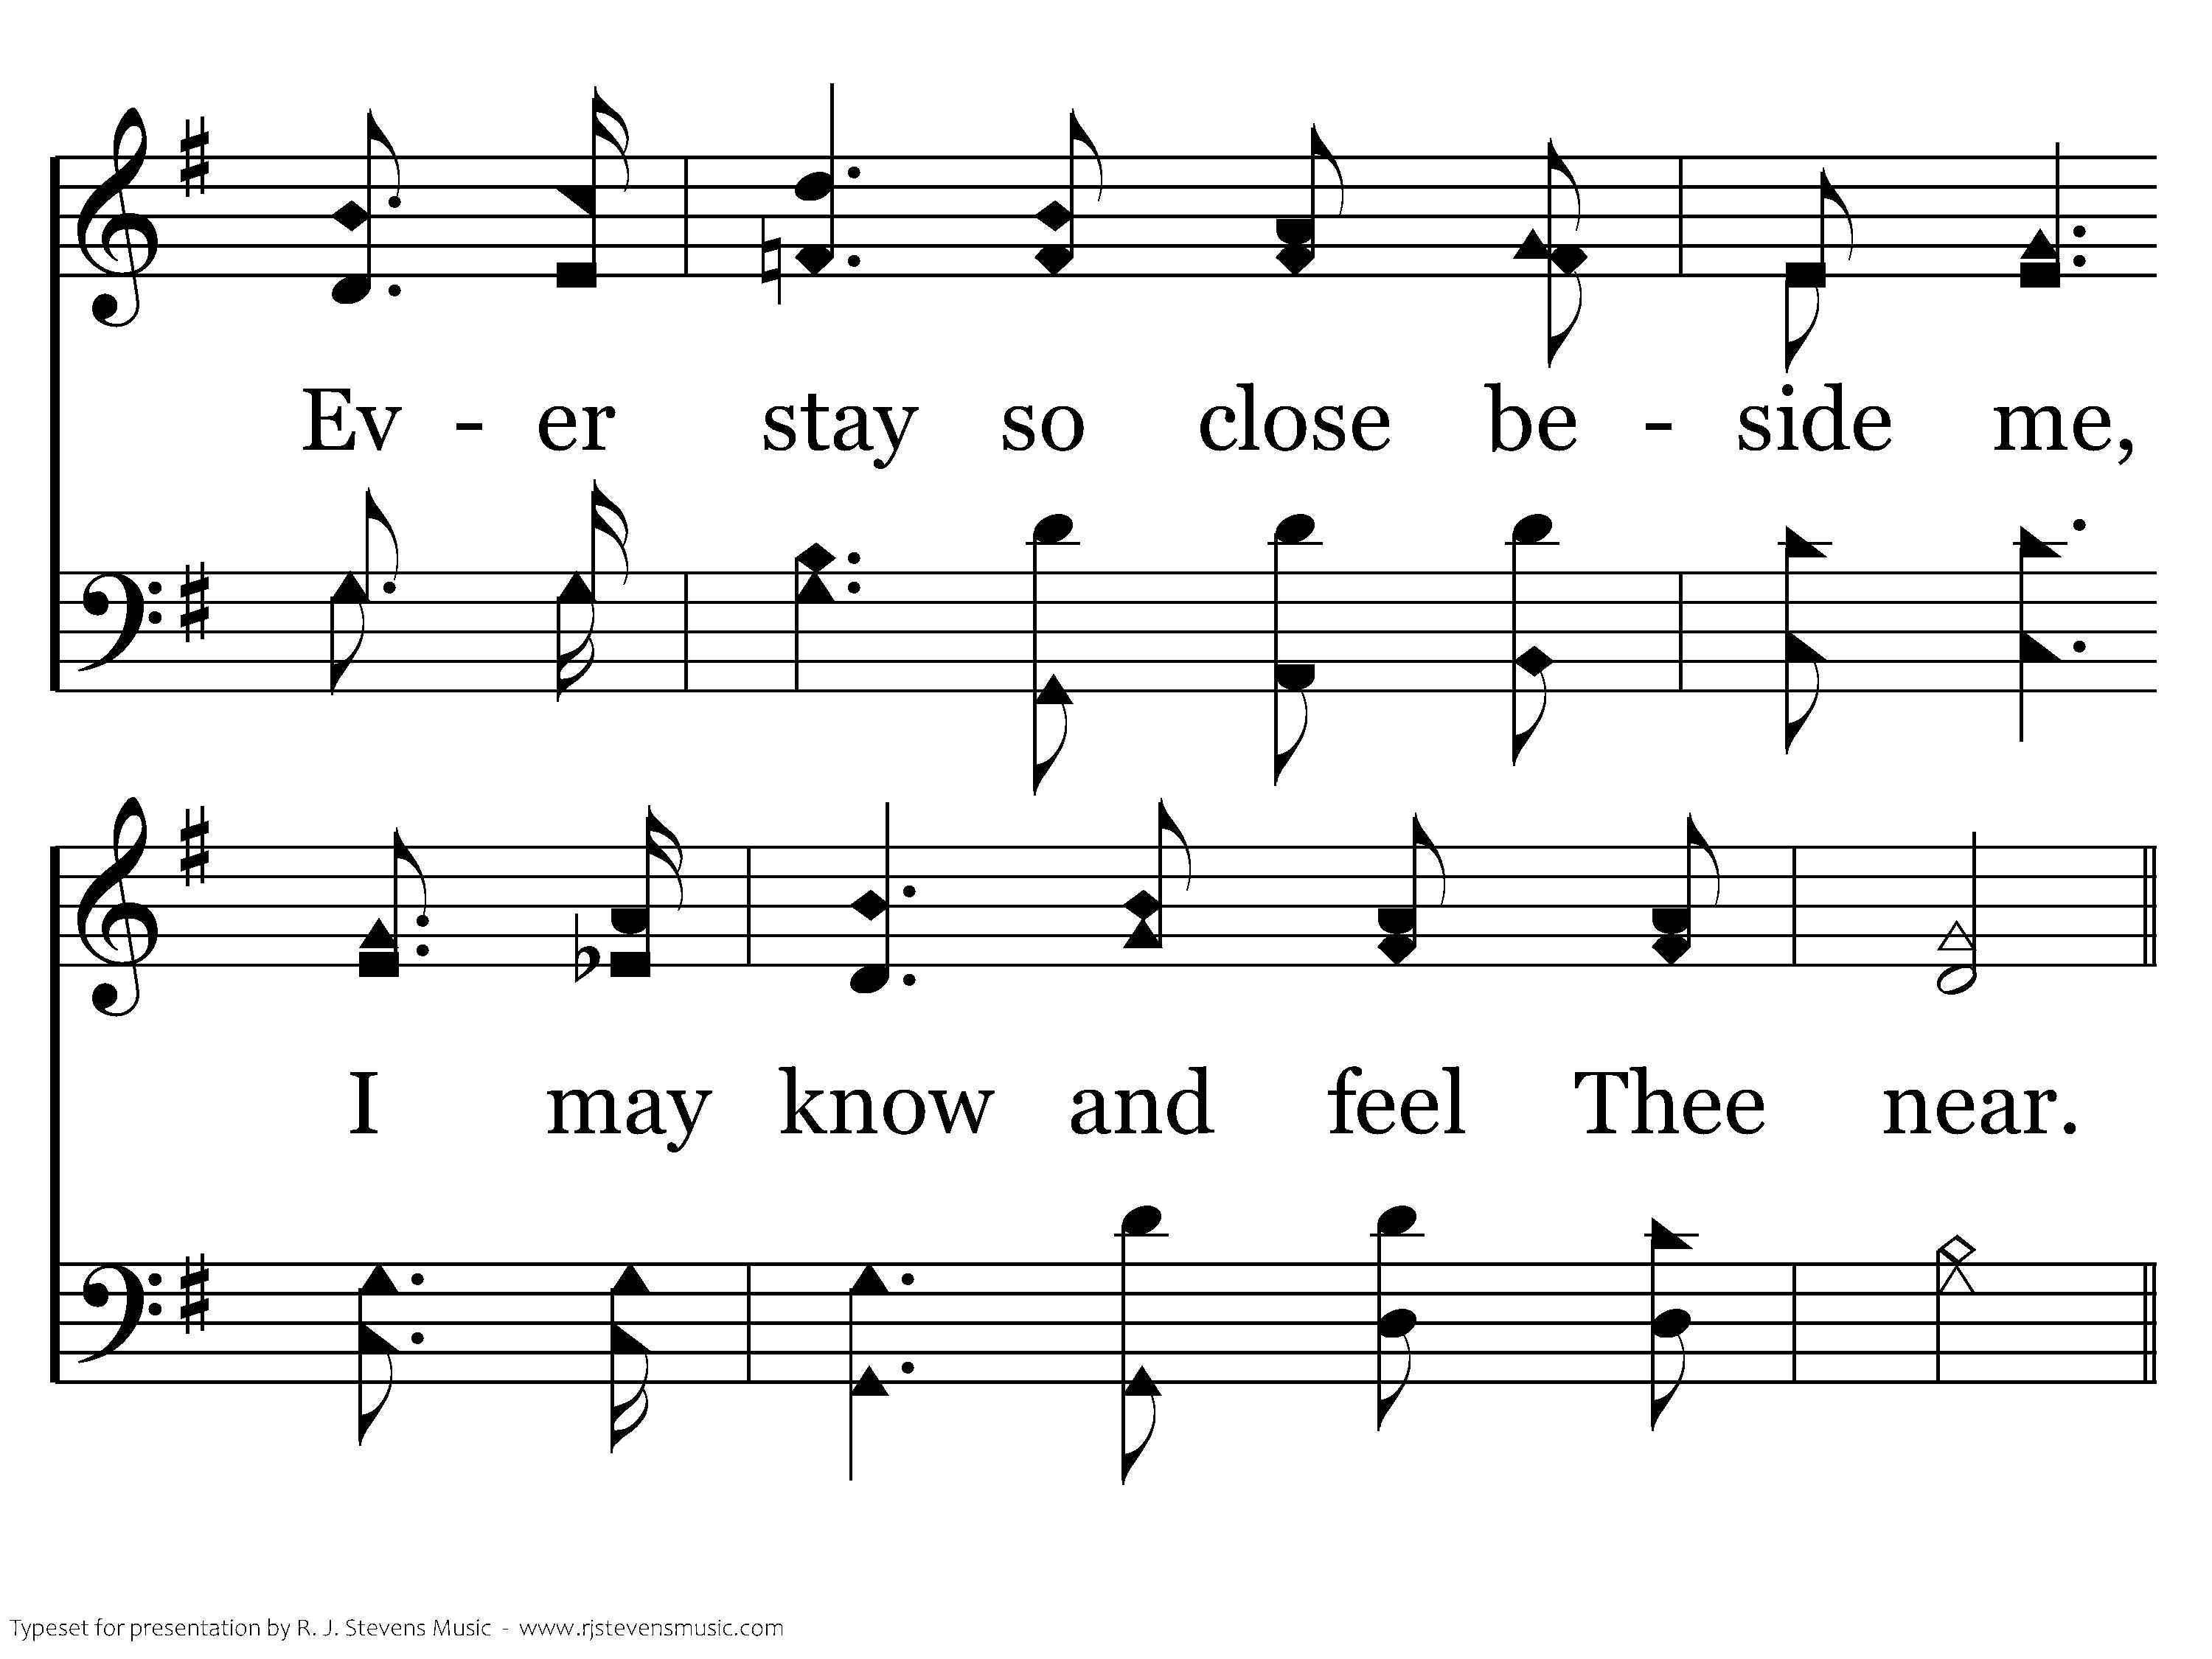 Ev - er stay so close be - side me,
I may know and feel Thee near.
Typeset for presentation by R. J. Stevens Music - www.rjstevensmusic.com